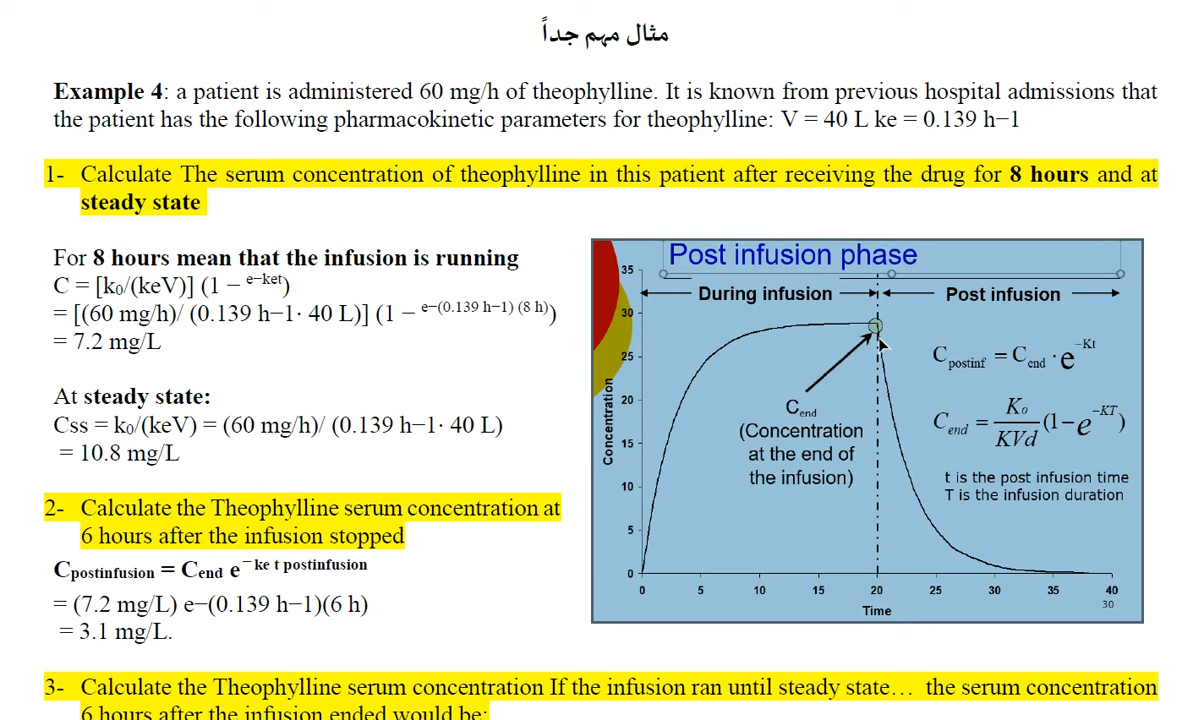 مثال مهم جداً
Example 4: a patient is administered 60 mg/h of theophylline. It is known from previous hospital admissions that
the patient has the following pharmacokinetic parameters for theophylline: V = 40 L ke = 0.139 h−1
1- Calculate The serum concentration of theophylline in this patient after receiving the drug for 8 hours and at
steady state
For 8 hours mean that the infusion is running
C = [k₀/(keV)] (1 − e−ket)
= [(60 mg/h)/ (0.139 h−1· 40 L)] (1 − e−(0.139 h−1) (8 h))
= 7.2 mg/L
At steady state:
Css = k₀/(keV) = (60 mg/h)/ (0.139 h−1· 40 L)
= 10.8 mg/L
2- Calculate the Theophylline serum concentration at
6 hours after the infusion stopped
Cpostinfusion = Cend e− ke t postinfusion
= (7.2 mg/L) e−(0.139 h−1)(6 h)
= 3.1 mg/L.
Post infusion phase
During infusion
Post infusion
35
30
25
20
15
10
5
0
Concentration
Cpostinf = Cend · e−Kt
Cend = Ko/KVd (1−e−KT)
Cend
(Concentration
at the end of
the infusion)
t is the post infusion time
T is the infusion duration
0 5 10 15 20 25 30 35 40
Time
30
3- Calculate the Theophylline serum concentration If the infusion ran until steady state… the serum concentration
6 hours after the infusion ended would be: